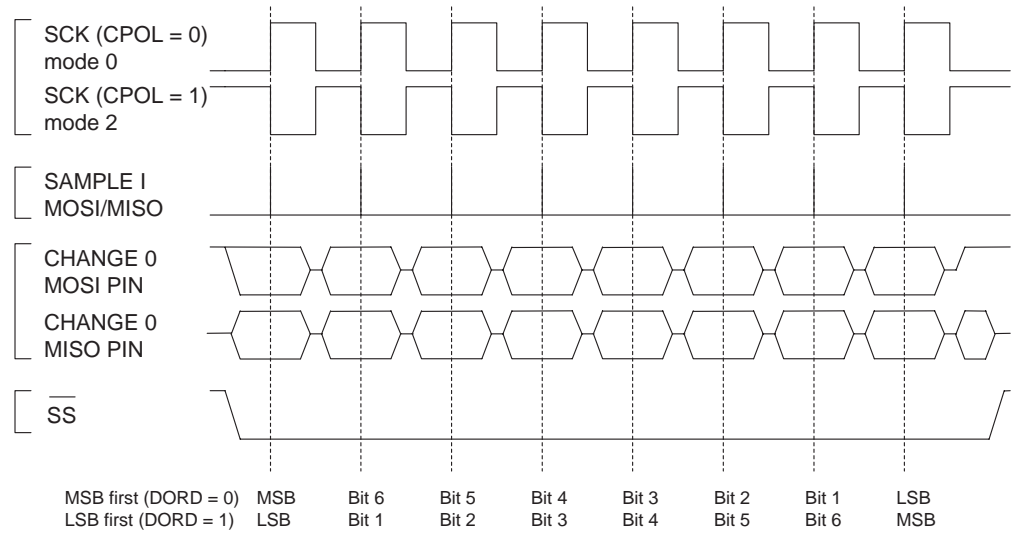 SCK (CPOL = 0)
mode 0
SCK (CPOL = 1)
mode 2
SAMPLE I
MOSI/MISO
CHANGE 0
MOSI PIN
CHANGE 0
MISO PIN
SS
MSB first (DORD = 0) MSB Bit 6 Bit 5 Bit 4 Bit 3 Bit 2 Bit 1 LSB
LSB first (DORD = 1) LSB Bit 1 Bit 2 Bit 3 Bit 4 Bit 5 Bit 6 MSB